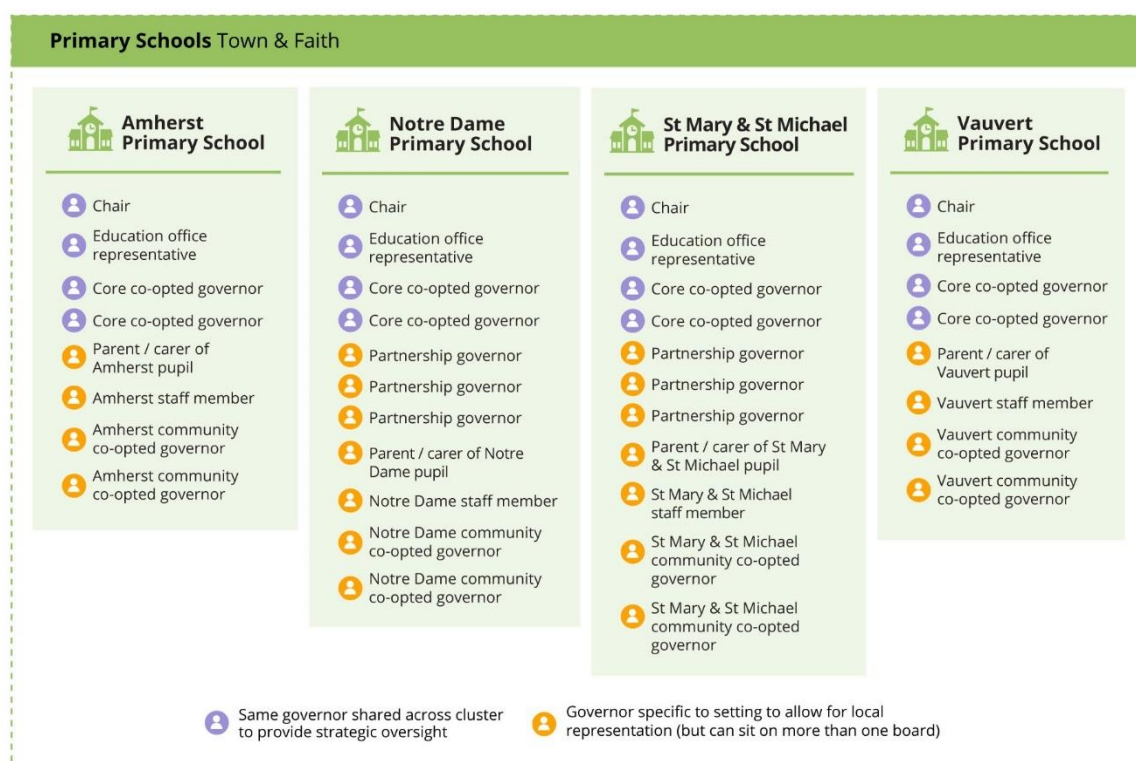 Primary Schools Town & Faith
Amherst
Primary School
Chair
Education office
representative
Core co-opted governor
Core co-opted governor
Parent / carer of
Amherst pupil
Amherst staff member
Amherst community
co-opted governor
Amherst community
co-opted governor
Notre Dame
Primary School
Chair
Education office
representative
Core co-opted governor
Core co-opted governor
Partnership governor
Partnership governor
Partnership governor
Parent / carer of Notre
Dame pupil
Notre Dame staff member
Notre Dame community
co-opted governor
Notre Dame community
co-opted governor
St Mary & St Michael
Primary School
Chair
Education office
representative
Core co-opted governor
Core co-opted governor
Partnership governor
Partnership governor
Partnership governor
Parent / carer of St Mary
& St Michael pupil
St Mary & St Michael
staff member
St Mary & St Michael
community co-opted
governor
St Mary & St Michael
community co-opted
governor
Vauvert
Primary School
Chair
Education office
representative
Core co-opted governor
Core co-opted governor
Parent / carer of
Vauvert pupil
Vauvert staff member
Vauvert community
co-opted governor
Vauvert community
co-opted governor
Same governor shared across cluster
to provide strategic oversight
Governor specific to setting to allow for local
representation (but can sit on more than one board)